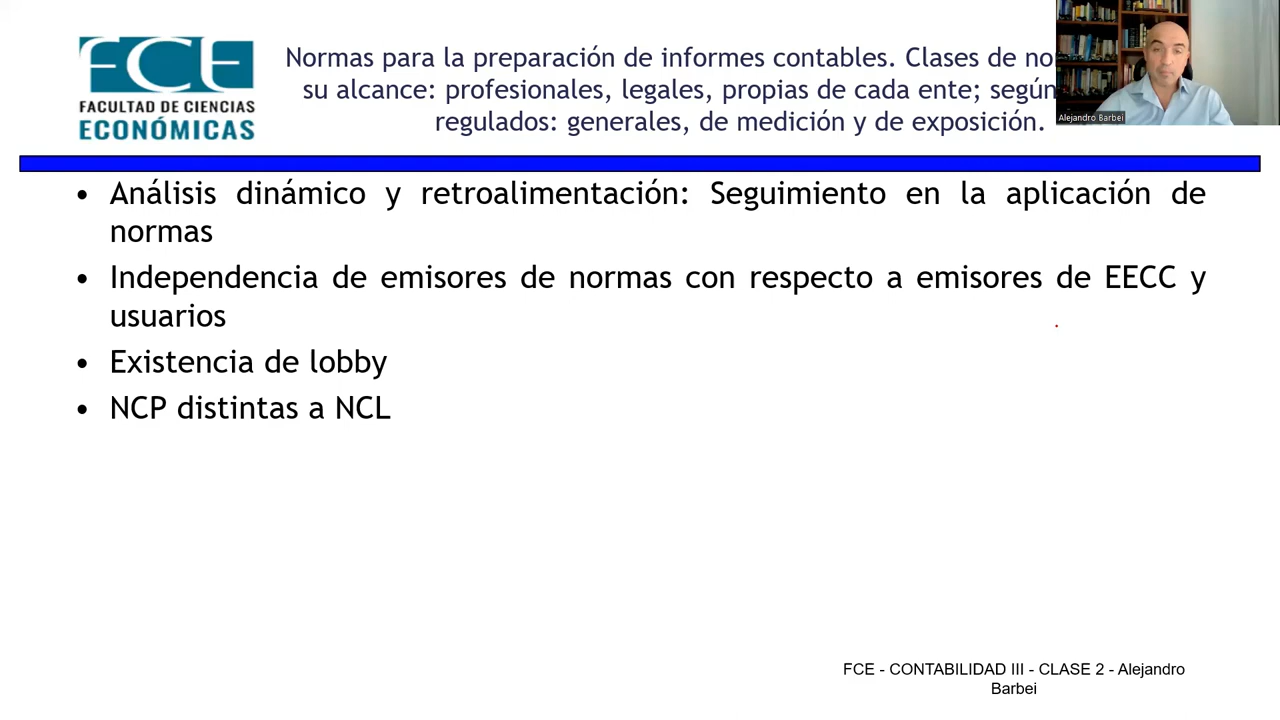 FCE
FACULTAD DE CIENCIAS
ECONÓMICAS
Normas para la preparación de informes contables. Clases de no
su alcance: profesionales, legales, propias de cada ente; según
regulados: generales, de medición y de exposición.
Alejandro Barbei
• Análisis dinámico y retroalimentación: Seguimiento en la aplicación de
normas
• Independencia de emisores de normas con respecto a emisores de EECC y
usuarios
• Existencia de lobby
• NCP distintas a NCL
FCE - CONTABILIDAD III - CLASE 2 - Alejandro
Barbei